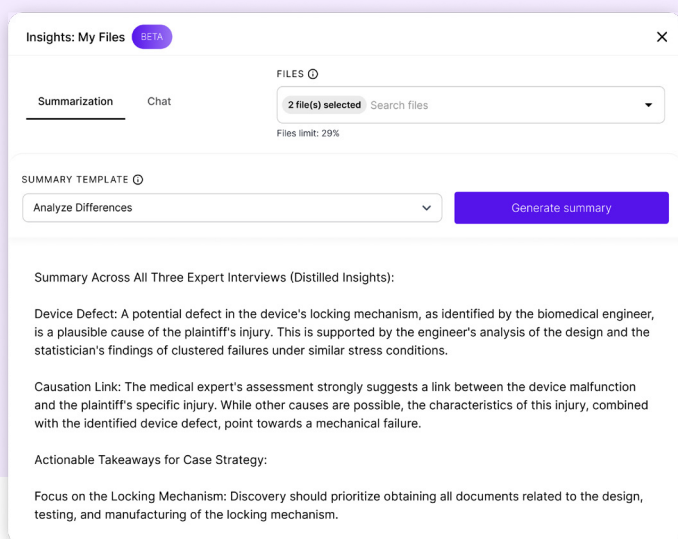 Insights: My Files BETA
FILES
Summarization Chat
2 file(s) selected Search files
Files limit: 29%
SUMMARY TEMPLATE
Analyze Differences Generate summary
Summary Across All Three Expert Interviews (Distilled Insights):
Device Defect: A potential defect in the device's locking mechanism, as identified by the biomedical engineer,
is a plausible cause of the plaintiff's injury. This is supported by the engineer's analysis of the design and the
statistician's findings of clustered failures under similar stress conditions.
Causation Link: The medical expert's assessment strongly suggests a link between the device malfunction
and the plaintiff's specific injury. While other causes are possible, the characteristics of this injury, combined
with the identified device defect, point towards a mechanical failure.
Actionable Takeaways for Case Strategy:
Focus on the Locking Mechanism: Discovery should prioritize obtaining all documents related to the design,
testing, and manufacturing of the locking mechanism.